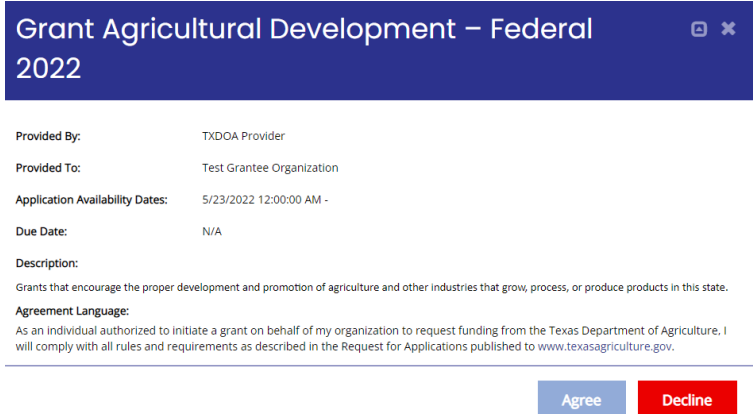 Grant Agricultural Development – Federal
2022
Provided By: TXDOA Provider
Provided To: Test Grantee Organization
Application Availability Dates: 5/23/2022 12:00:00 AM -
Due Date: N/A
Description:
Grants that encourage the proper development and promotion of agriculture and other industries that grow, process, or produce products in this state.
Agreement Language:
As an individual authorized to initiate a grant on behalf of my organization to request funding from the Texas Department of Agriculture, I
will comply with all rules and requirements as described in the Request for Applications published to www.texasagriculture.gov.
Agree Decline